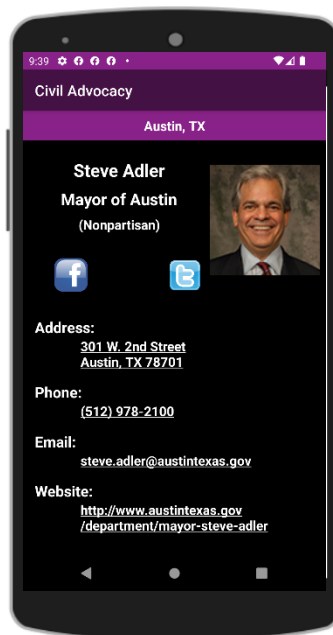 9:39
Civil Advocacy
Austin, TX
Steve Adler
Mayor of Austin
(Nonpartisan)
f
t
Address:
301 W. 2nd Street
Austin, TX 78701
Phone:
(512) 978-2100
Email:
steve.adler@austintexas.gov
Website:
http://www.austintexas.gov
/department/mayor-steve-adler